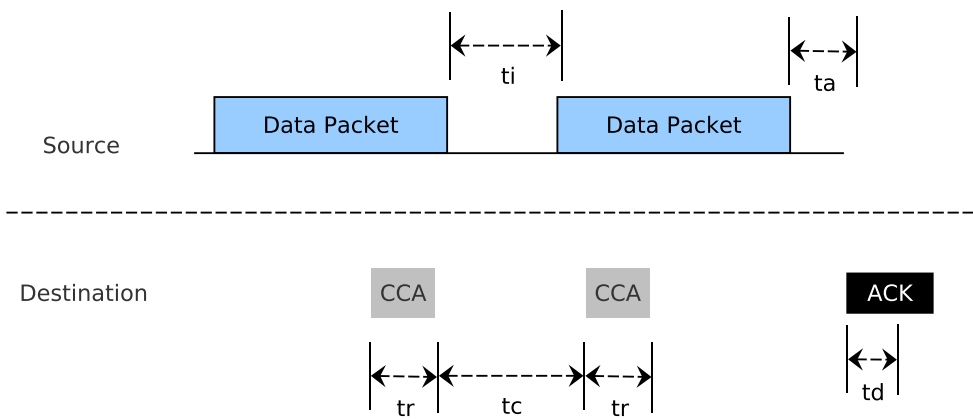 ti
ta
Data Packet
Data Packet
Source
Destination
CCA
CCA
ACK
tr
tc
tr
td